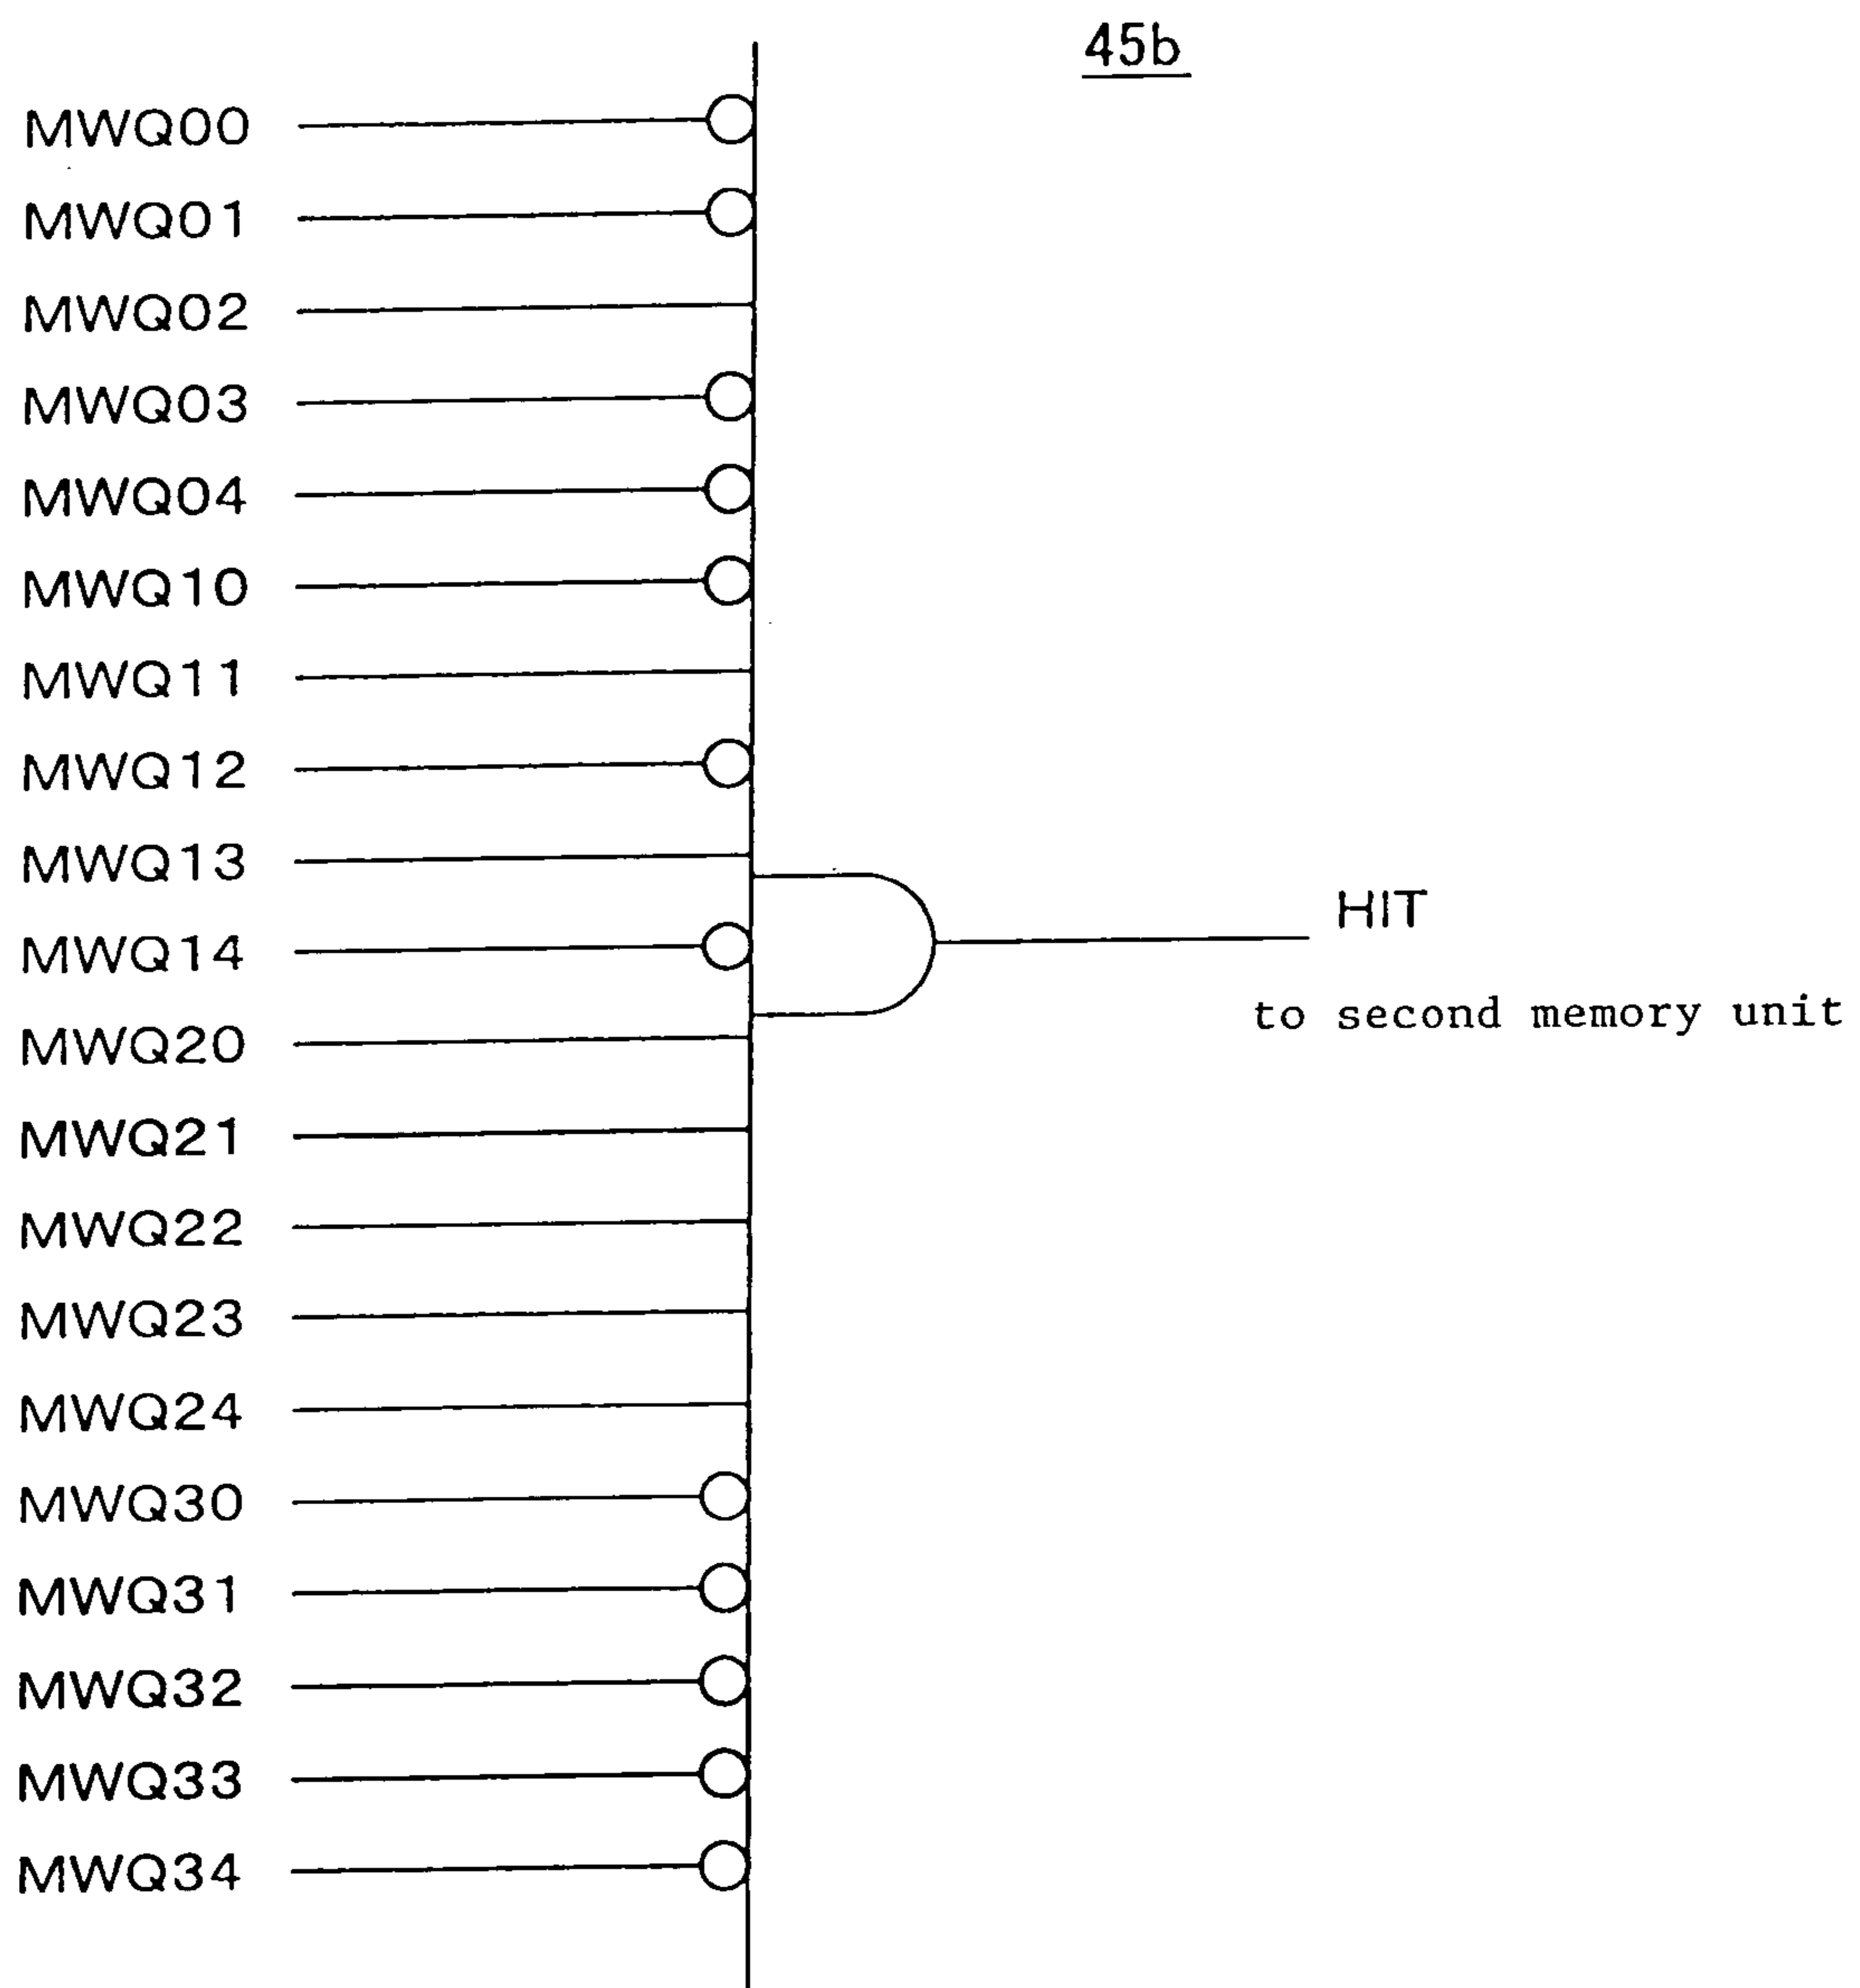 45b
MWQ00
MWQ01
MWQ02
MWQ03
MWQ04
MWQ10
MWQ11
MWQ12
MWQ13
MWQ14
HIT
to second memory unit
MWQ20
MWQ21
MWQ22
MWQ23
MWQ24
MWQ30
MWQ31
MWQ32
MWQ33
MWQ34